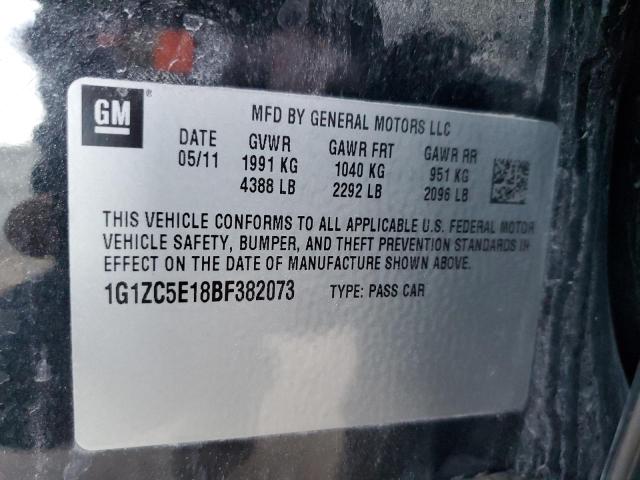 GM ®
MFD BY GENERAL MOTORS LLC
DATE GVWR GAWR FRT GAWR RR
05/11 1991 KG 1040 KG 951 KG
4388 LB 2292 LB 2096 LB
THIS VEHICLE CONFORMS TO ALL APPLICABLE U.S. FEDERAL MOTOR
VEHICLE SAFETY, BUMPER, AND THEFT PREVENTION STANDARDS IN
EFFECT ON THE DATE OF MANUFACTURE SHOWN ABOVE.
1G1ZC5E18BF382073 TYPE: PASS CAR